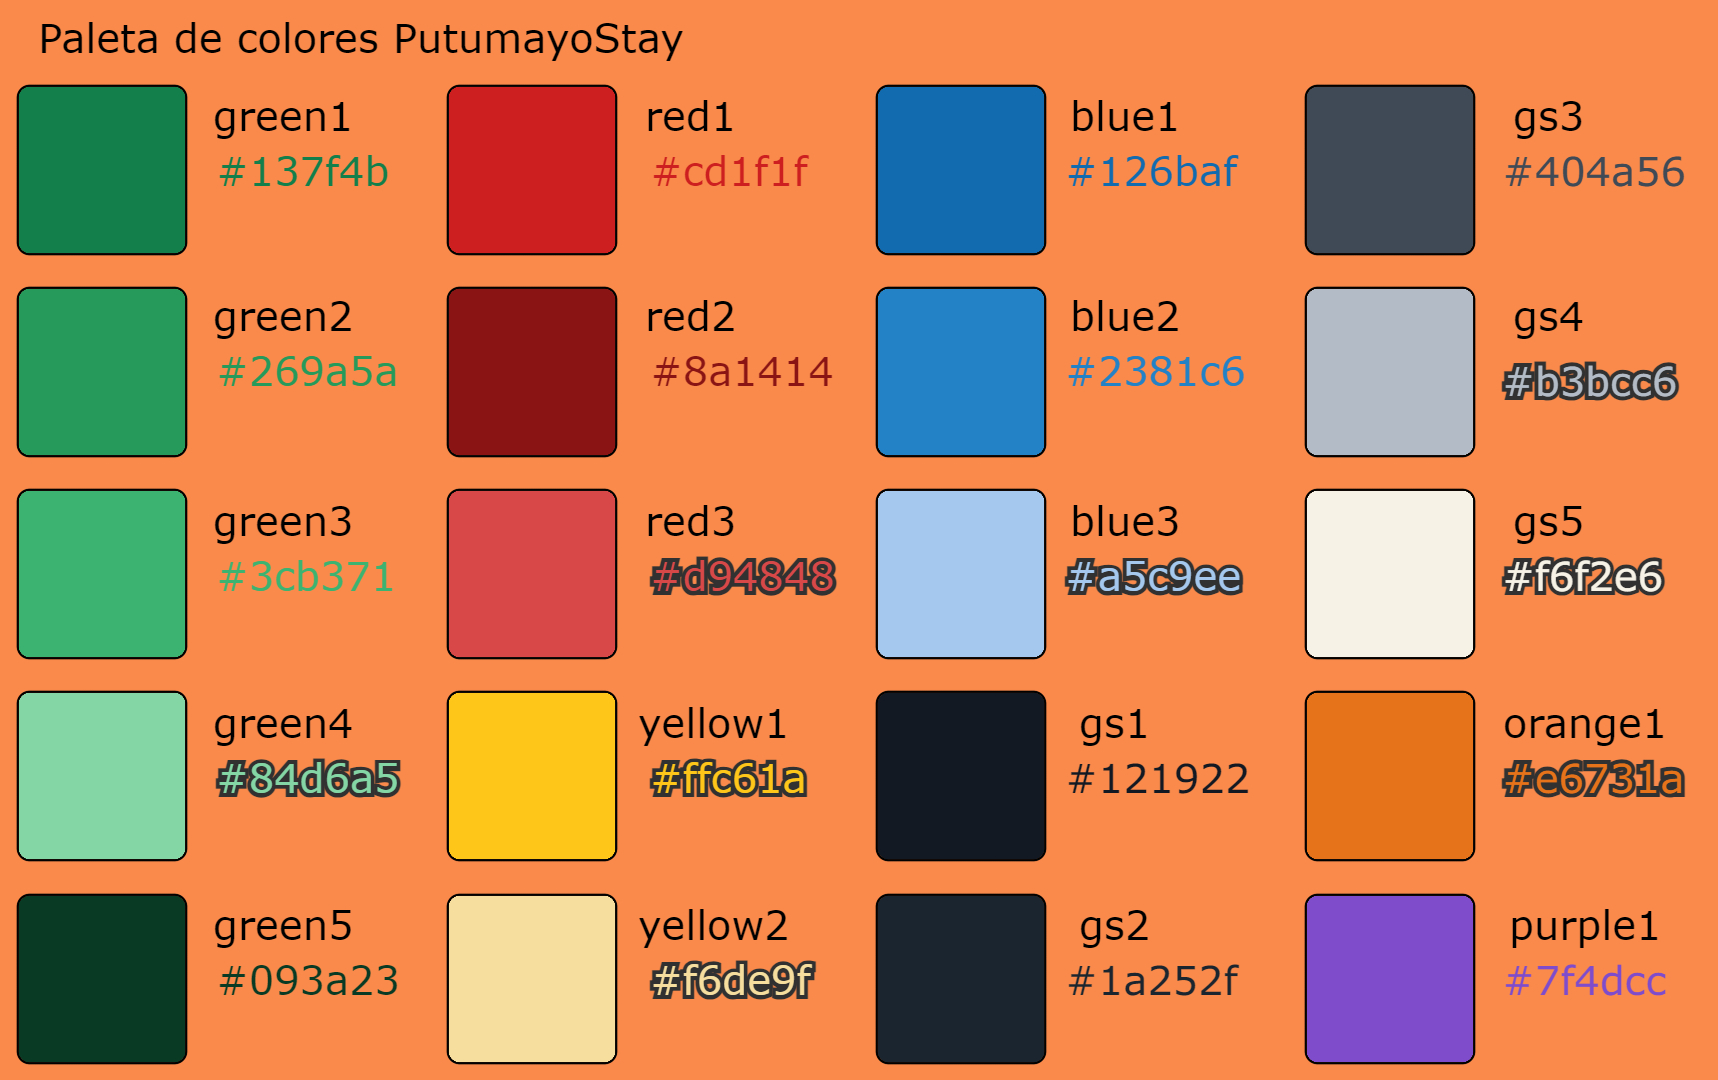 Paleta de colores PutumayoStay
green1
#137f4b
red1
#cd1f1f
blue1
#126baf
gs3
#404a56
green2
#269a5a
red2
#8a1414
blue2
#2381c6
gs4
#b3bcc6
green3
#3cb371
red3
#d94848
blue3
#a5c9ee
gs5
#f6f2e6
green4
#84d6a5
yellow1
#ffc61a
gs1
#121922
orange1
#e6731a
green5
#093a23
yellow2
#f6de9f
gs2
#1a252f
purple1
#7f4dcc